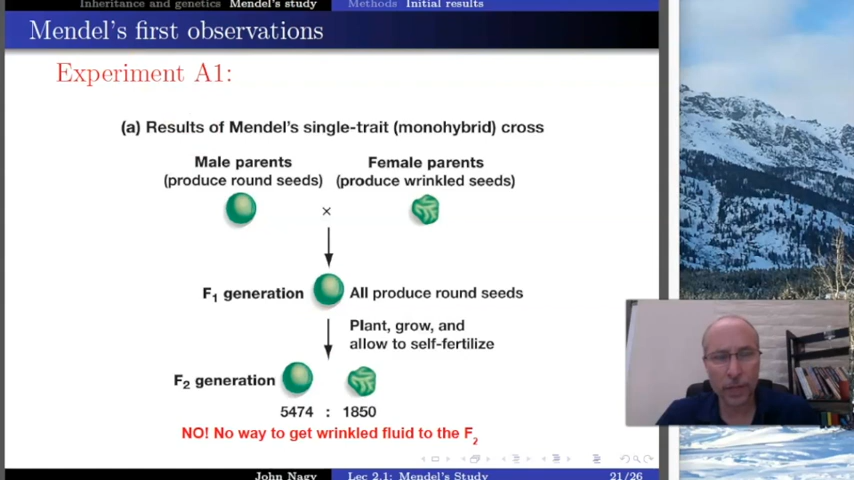 Inheritance and genetics Mendel's study Methods Initial results
Mendel's first observations
Experiment A1:
(a) Results of Mendel's single-trait (monohybrid) cross
Male parents Female parents
(produce round seeds) (produce wrinkled seeds)
×
F₁ generation All produce round seeds
Plant, grow, and
allow to self-fertilize
F₂ generation
5474 : 1850
NO! No way to get wrinkled fluid to the F₂
John Nagy Lec 2.1: Mendel's Study 21/26